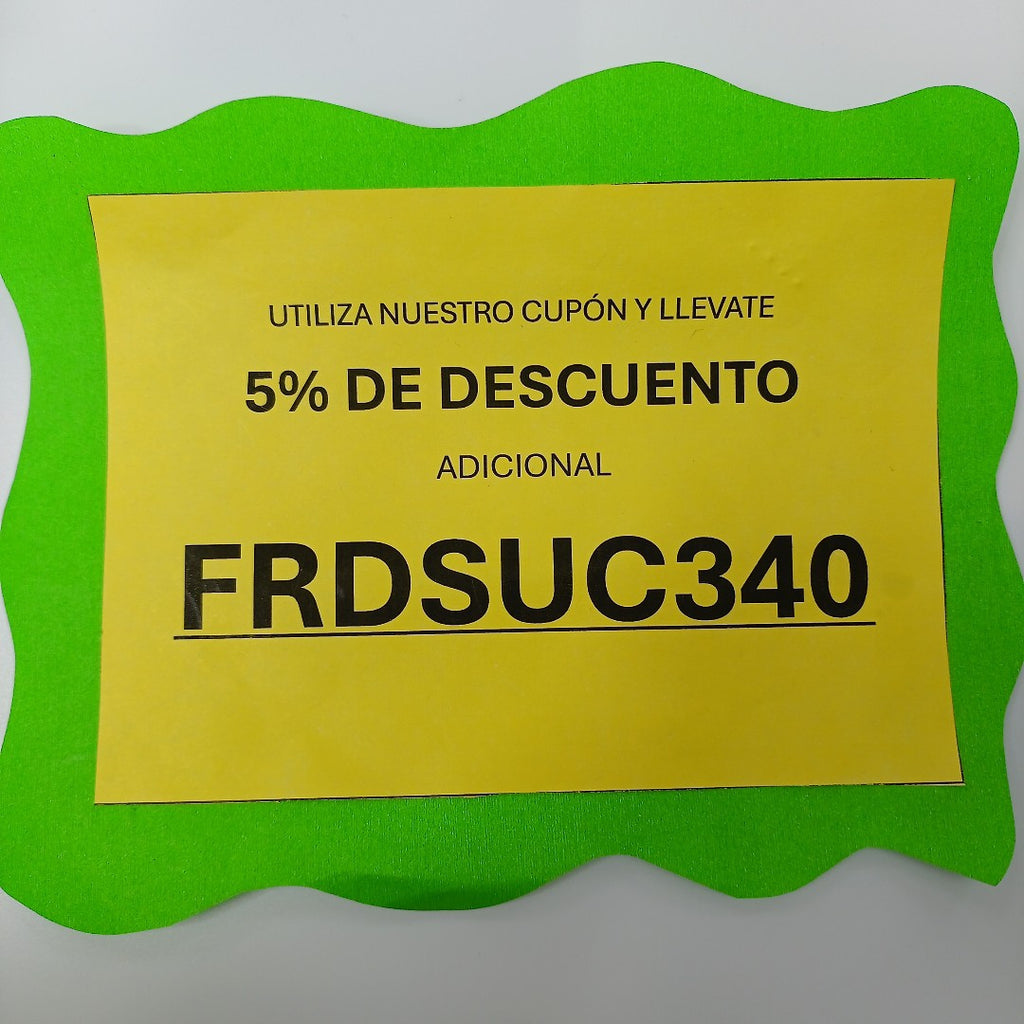 UTILIZA NUESTRO CUPÓN Y LLEVATE
5% DE DESCUENTO
ADICIONAL
FRDSUC340